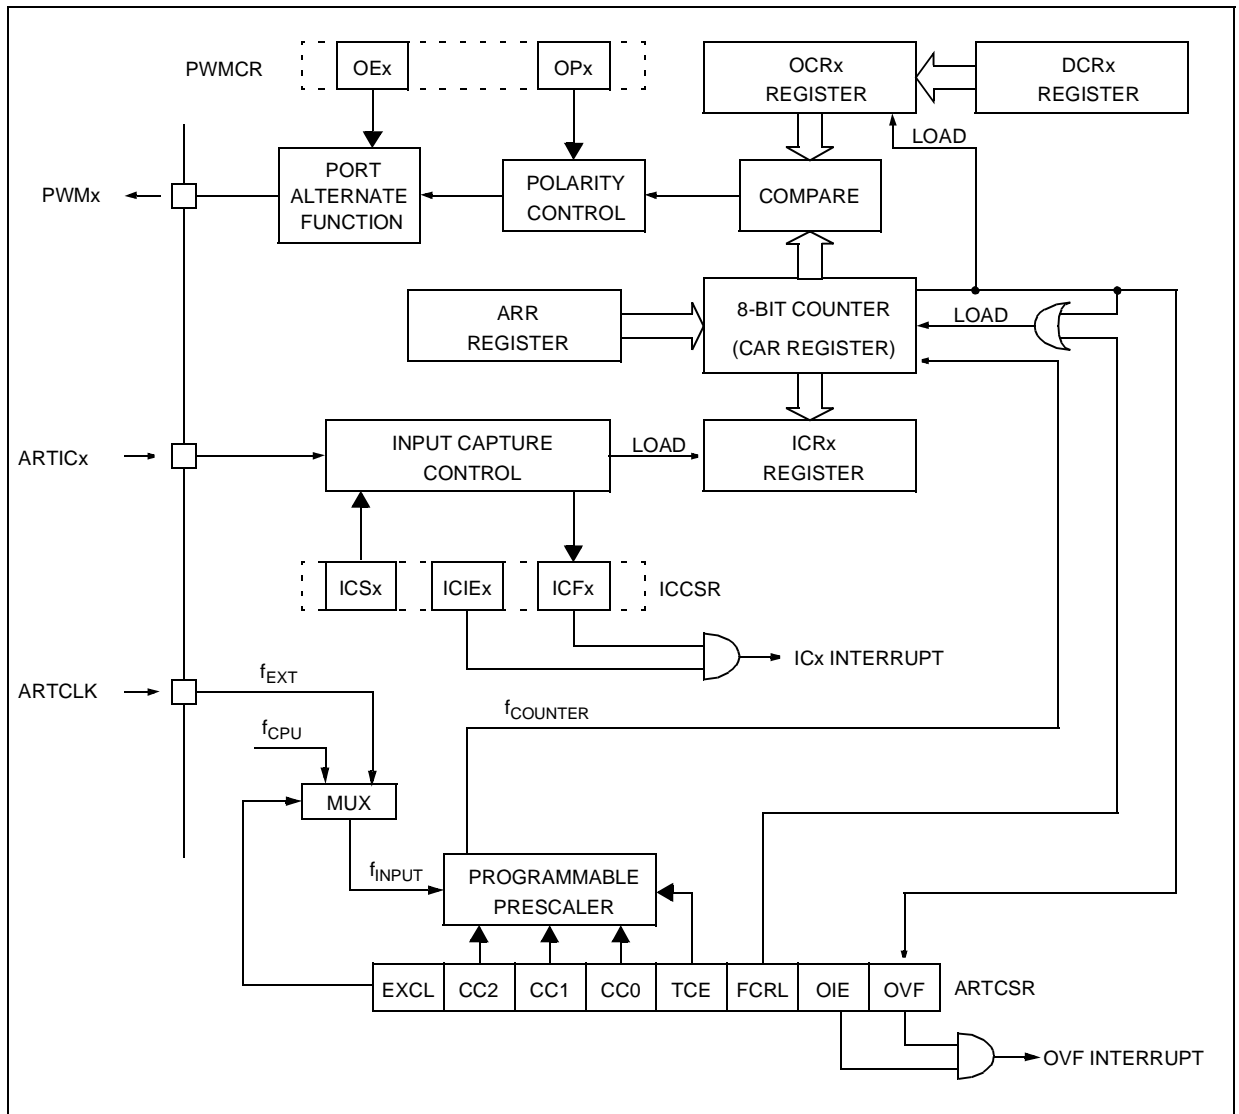 PWMCR
OEx
OPx
OCRx
REGISTER
DCRx
REGISTER
LOAD
PWMx
PORT
ALTERNATE
FUNCTION
POLARITY
CONTROL
COMPARE
ARR
REGISTER
8-BIT COUNTER
(CAR REGISTER)
LOAD
ARTICx
INPUT CAPTURE
CONTROL
LOAD
ICRx
REGISTER
ICSx
ICIEx
ICFx
ICCSR
ICx INTERRUPT
ARTCLK
fEXT
fCPU
fCOUNTER
MUX
fINPUT
PROGRAMMABLE
PRESCALER
EXCL
CC2
CC1
CC0
TCE
FCRL
OIE
OVF
ARTCSR
OVF INTERRUPT